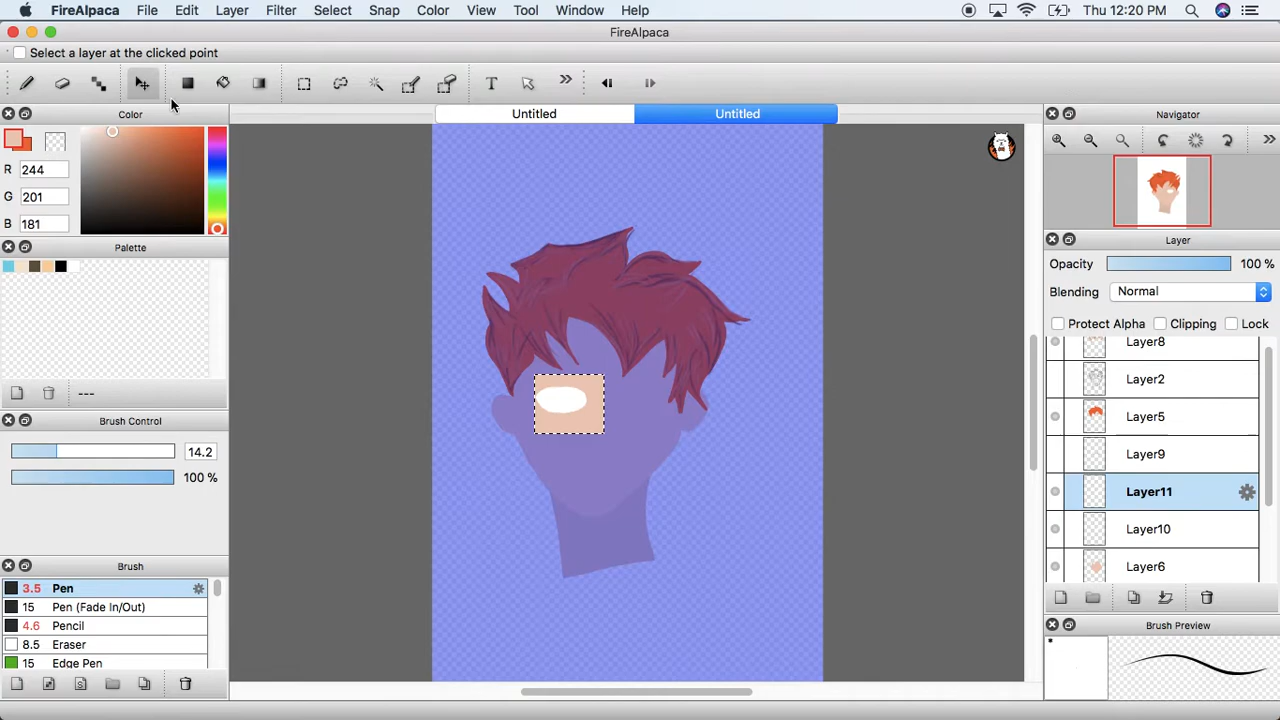 FireAlpaca File Edit Layer Filter Select Snap Color View Tool Window Help Thu 12:20 PM
FireAlpaca
Select a layer at the clicked point
T
Color
R 244
G 201
B 181
Palette
---
Brush Control
14.2
100 %
Brush
3.5 Pen
15 Pen (Fade In/Out)
4.6 Pencil
8.5 Eraser
15 Edge Pen
Untitled Untitled
Navigator
Layer
Opacity 100 %
Blending Normal
Protect Alpha Clipping Lock
Layer8
Layer2
Layer5
Layer9
Layer11
Layer10
Layer6
Brush Preview